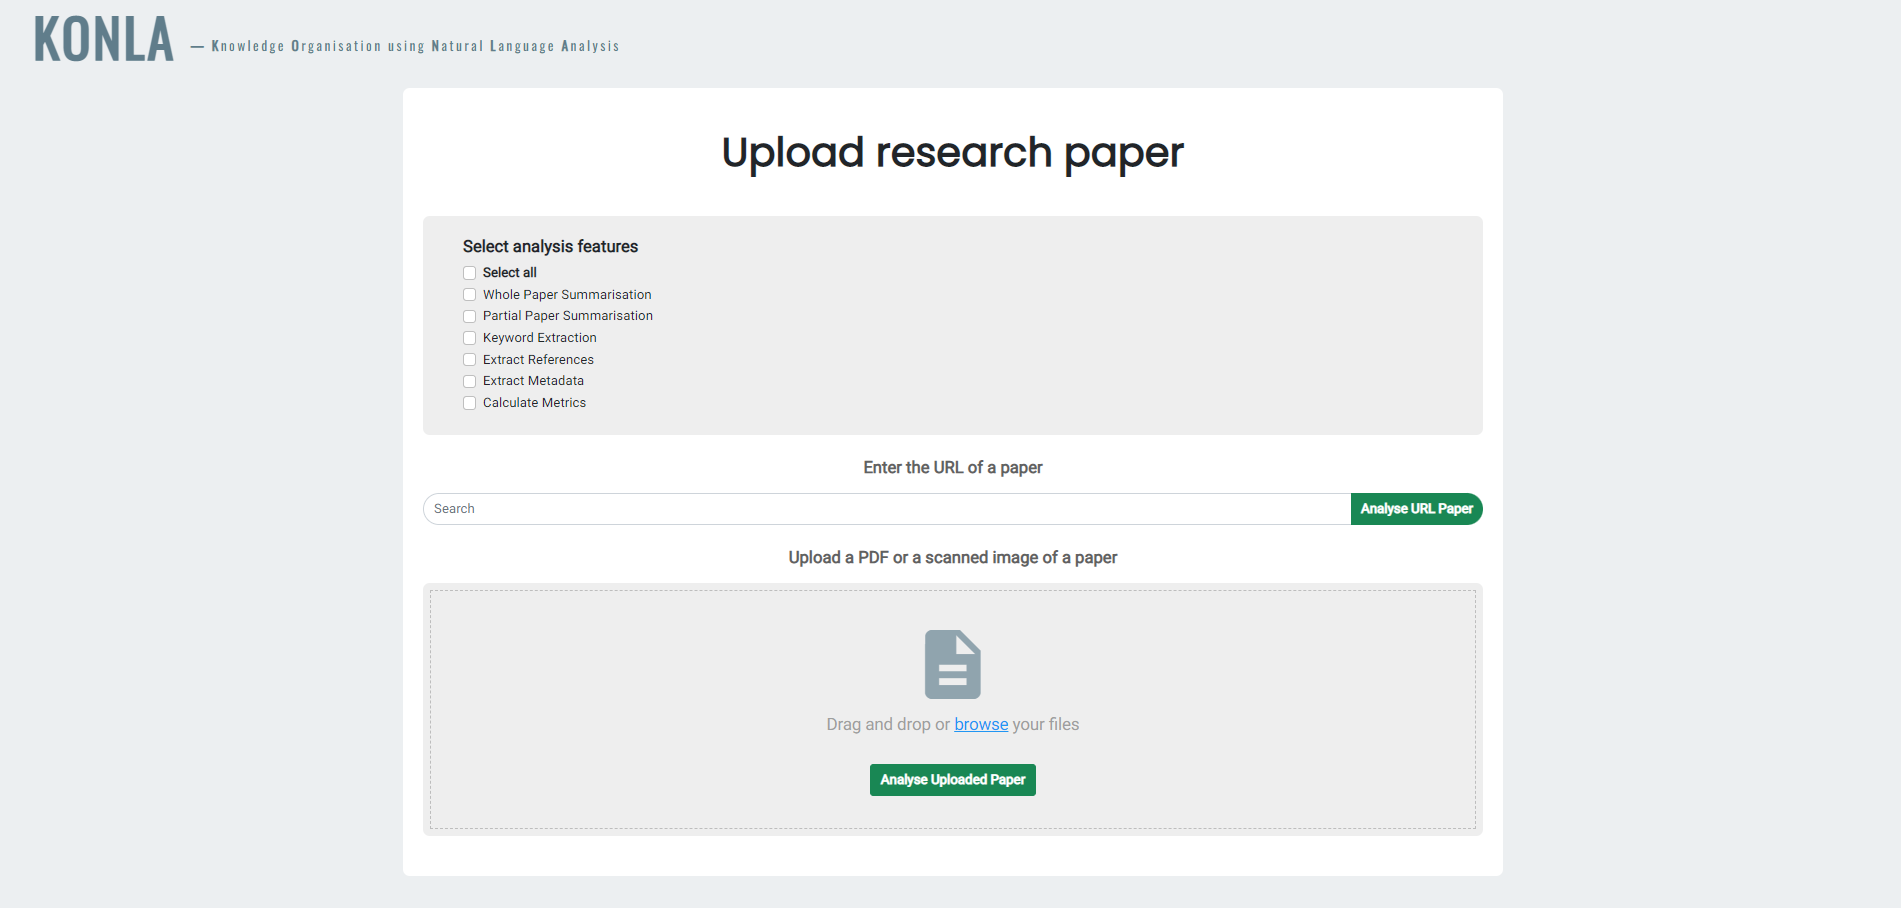 KONLA — Knowledge Organisation using Natural Language Analysis
Upload research paper
Select analysis features
Select all
Whole Paper Summarisation
Partial Paper Summarisation
Keyword Extraction
Extract References
Extract Metadata
Calculate Metrics
Enter the URL of a paper
Search Analyse URL Paper
Upload a PDF or a scanned image of a paper
Drag and drop or browse your files
Analyse Uploaded Paper